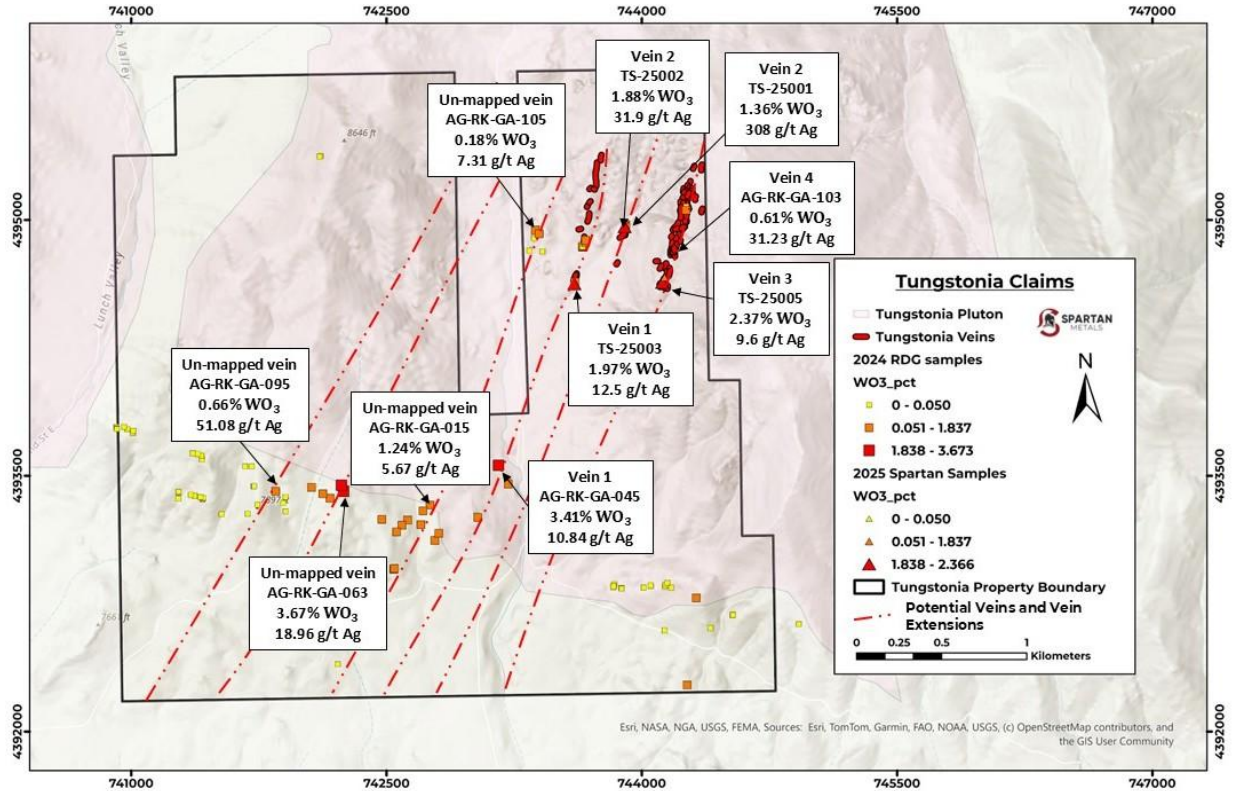 741000
742500
744000
745500
747000
4395000
4393500
4392000
4395000
4393500
4392000
ch Valley
Lunch Valley
8646 ft
Un-mapped vein
AG-RK-GA-105
0.18% WO₃
7.31 g/t Ag
Vein 2
TS-25002
1.88% WO₃
31.9 g/t Ag
Vein 2
TS-25001
1.36% WO₃
308 g/t Ag
Vein 4
AG-RK-GA-103
0.61% WO₃
31.23 g/t Ag
Vein 3
TS-25005
2.37% WO₃
9.6 g/t Ag
Vein 1
TS-25003
1.97% WO₃
12.5 g/t Ag
Un-mapped vein
AG-RK-GA-095
0.66% WO₃
51.08 g/t Ag
Un-mapped vein
AG-RK-GA-015
1.24% WO₃
5.67 g/t Ag
Vein 1
AG-RK-GA-045
3.41% WO₃
10.84 g/t Ag
Un-mapped vein
AG-RK-GA-063
3.67% WO₃
18.96 g/t Ag
Tungstonia Claims
Tungstonia Pluton
SPARTAN
METALS
Tungstonia Veins
N
2024 RDG samples
WO3_pct
0 - 0.050
0.051 - 1.837
1.838 - 3.673
2025 Spartan Samples
WO3_pct
0 - 0.050
0.051 - 1.837
1.838 - 2.366
Tungstonia Property Boundary
Potential Veins and Vein
Extensions
0 0.25 0.5 1
Kilometers
Esri, NASA, NGA, USGS, FEMA, Sources: Esri, TomTom, Garmin, FAO, NOAA, USGS, (c) OpenStreetMap contributors, and
the GIS User Community
741000
742500
744000
745500
747000